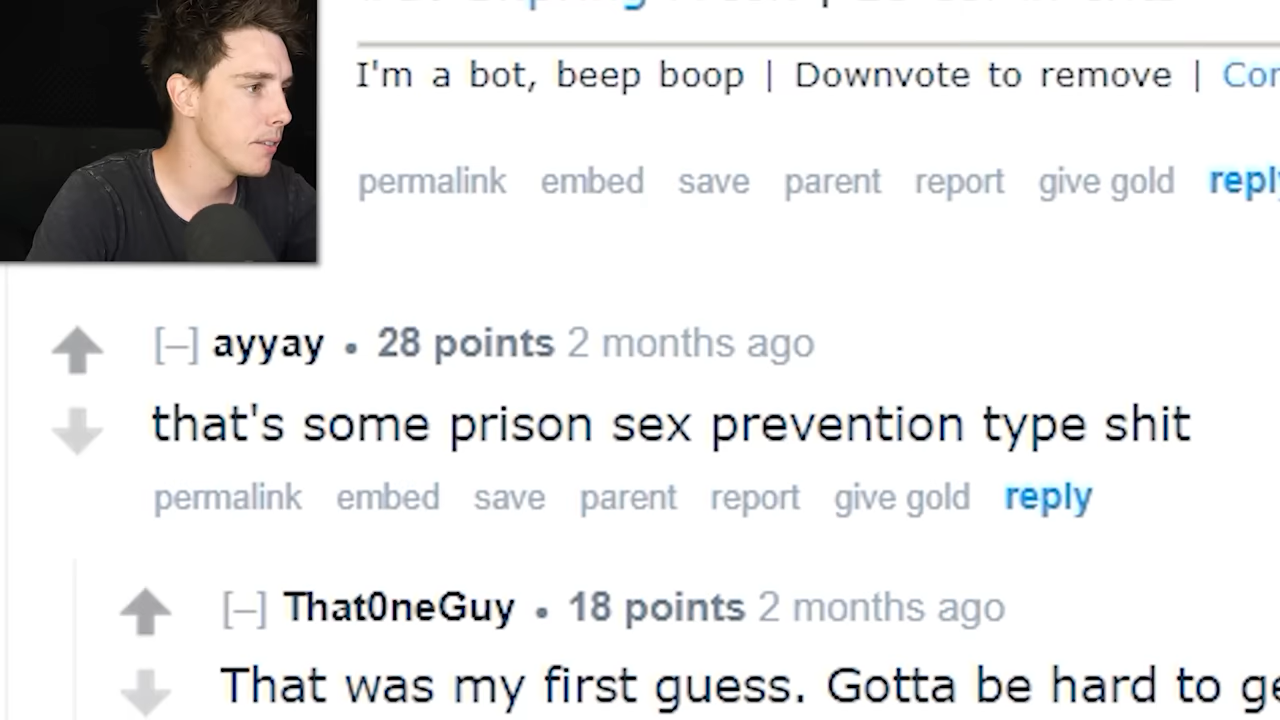 I'm a bot, beep boop | Downvote to remove |
permalink embed save parent report give gold reply
[–] ayyay • 28 points 2 months ago
that's some prison sex prevention type shit
permalink embed save parent report give gold reply
[–] That0neGuy • 18 points 2 months ago
That was my first guess. Gotta be hard to